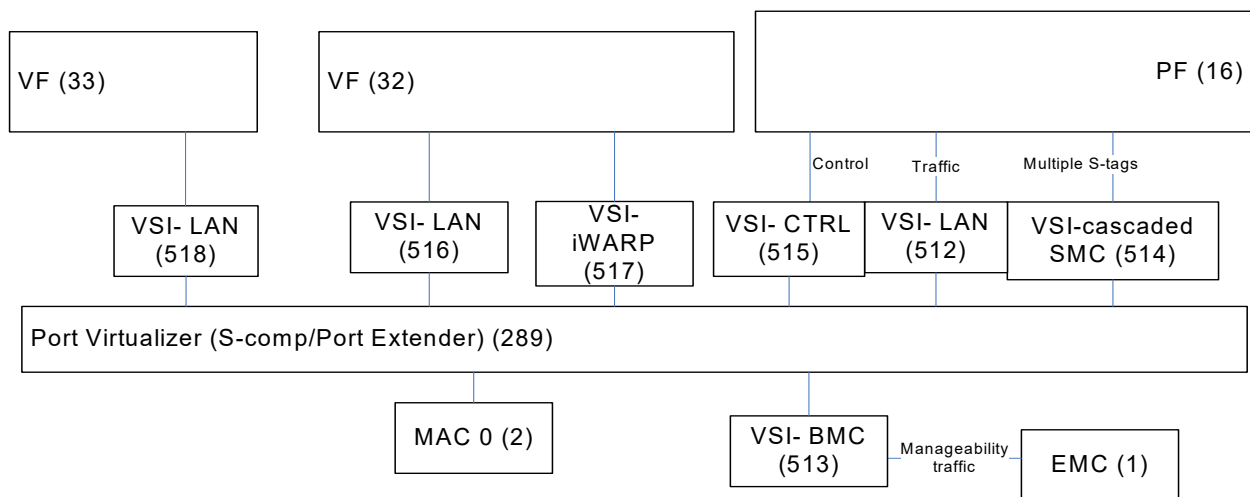 VF (33)
VF (32)
PF (16)
Control
Traffic
Multiple S-tags
VSI- LAN
(518)
VSI- LAN
(516)
VSI-
iWARP
(517)
VSI- CTRL
(515)
VSI- LAN
(512)
VSI-cascaded
SMC (514)
Port Virtualizer (S-comp/Port Extender) (289)
MAC 0 (2)
VSI- BMC
(513)
Manageability
traffic
EMC (1)